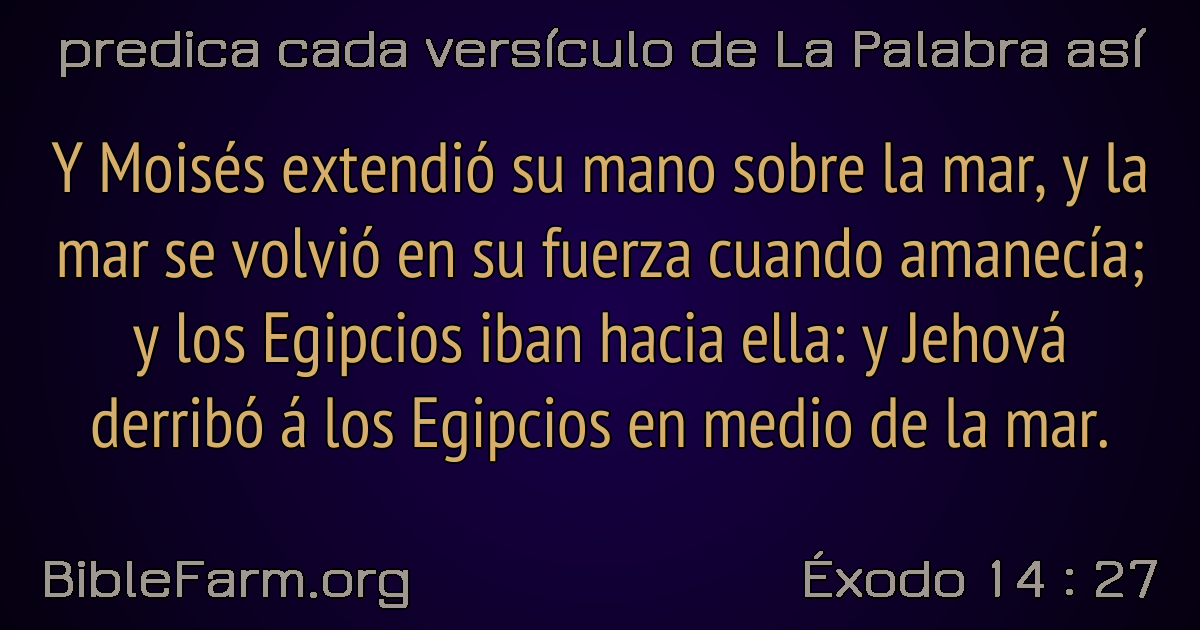 predica cada versículo de La Palabra así
Y Moisés extendió su mano sobre la mar, y la
mar se volvió en su fuerza cuando amanecía;
y los Egipcios iban hacia ella: y Jehová
derribó á los Egipcios en medio de la mar.
BibleFarm.org
Éxodo 14 : 27